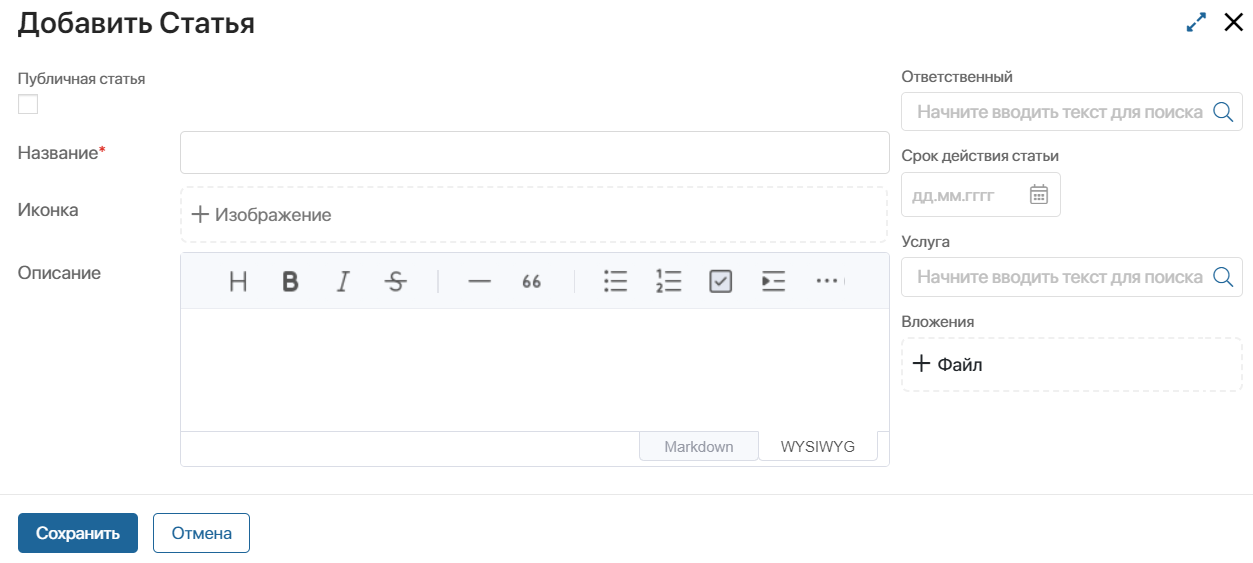 Добавить Статья
Публичная статья
Название*
Иконка
+ Изображение
Описание
H B I S — 66
Markdown
WYSIWYG
Ответственный
Начните вводить текст для поиска
Срок действия статьи
дд.мм.гггг
Услуга
Начните вводить текст для поиска
Вложения
+ Файл
Сохранить
Отмена